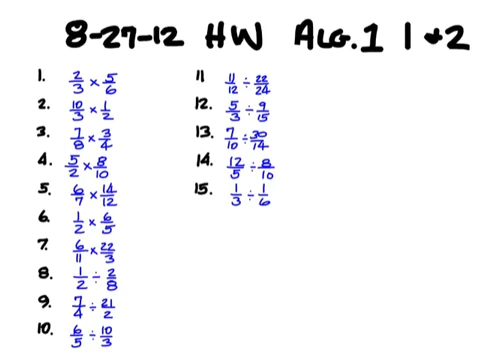 8-27-12 HW ALG. 1 1 & 2
1. 2/3 × 5/6
2. 10/3 × 1/2
3. 7/8 × 3/4
4. 5/2 × 8/10
5. 6/7 × 14/12
6. 1/2 × 6/5
7. 6/11 × 22/3
8. 1/2 ÷ 2/8
9. 7/4 ÷ 21/2
10. 6/5 ÷ 10/3
11 11/12 ÷ 22/24
12. 5/3 ÷ 9/15
13. 7/10 ÷ 30/14
14. 12/5 ÷ 8/10
15. 1/3 ÷ 1/6